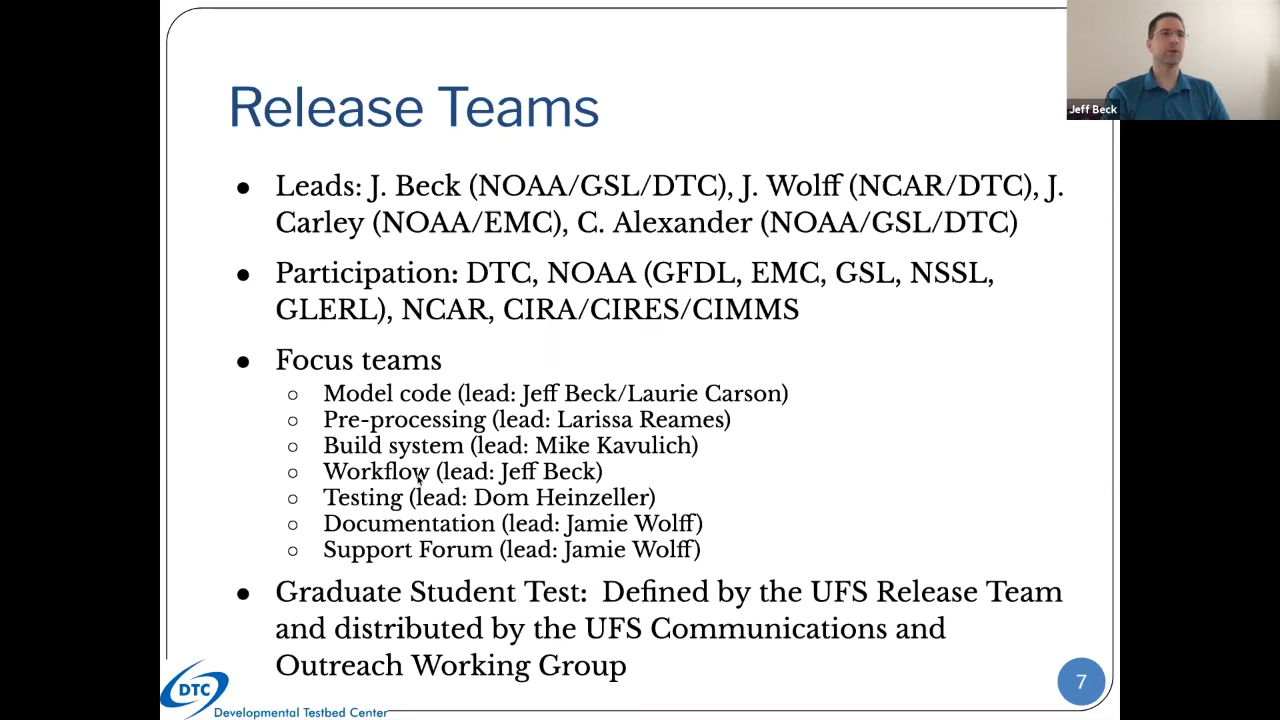 Jeff Beck
Release Teams
● Leads: J. Beck (NOAA/GSL/DTC), J. Wolff (NCAR/DTC), J.
Carley (NOAA/EMC), C. Alexander (NOAA/GSL/DTC)
● Participation: DTC, NOAA (GFDL, EMC, GSL, NSSL,
GLERL), NCAR, CIRA/CIRES/CIMMS
● Focus teams
○ Model code (lead: Jeff Beck/Laurie Carson)
○ Pre-processing (lead: Larissa Reames)
○ Build system (lead: Mike Kavulich)
○ Workflow (lead: Jeff Beck)
○ Testing (lead: Dom Heinzeller)
○ Documentation (lead: Jamie Wolff)
○ Support Forum (lead: Jamie Wolff)
● Graduate Student Test: Defined by the UFS Release Team
and distributed by the UFS Communications and
Outreach Working Group
DTC
Developmental Testbed Center
7